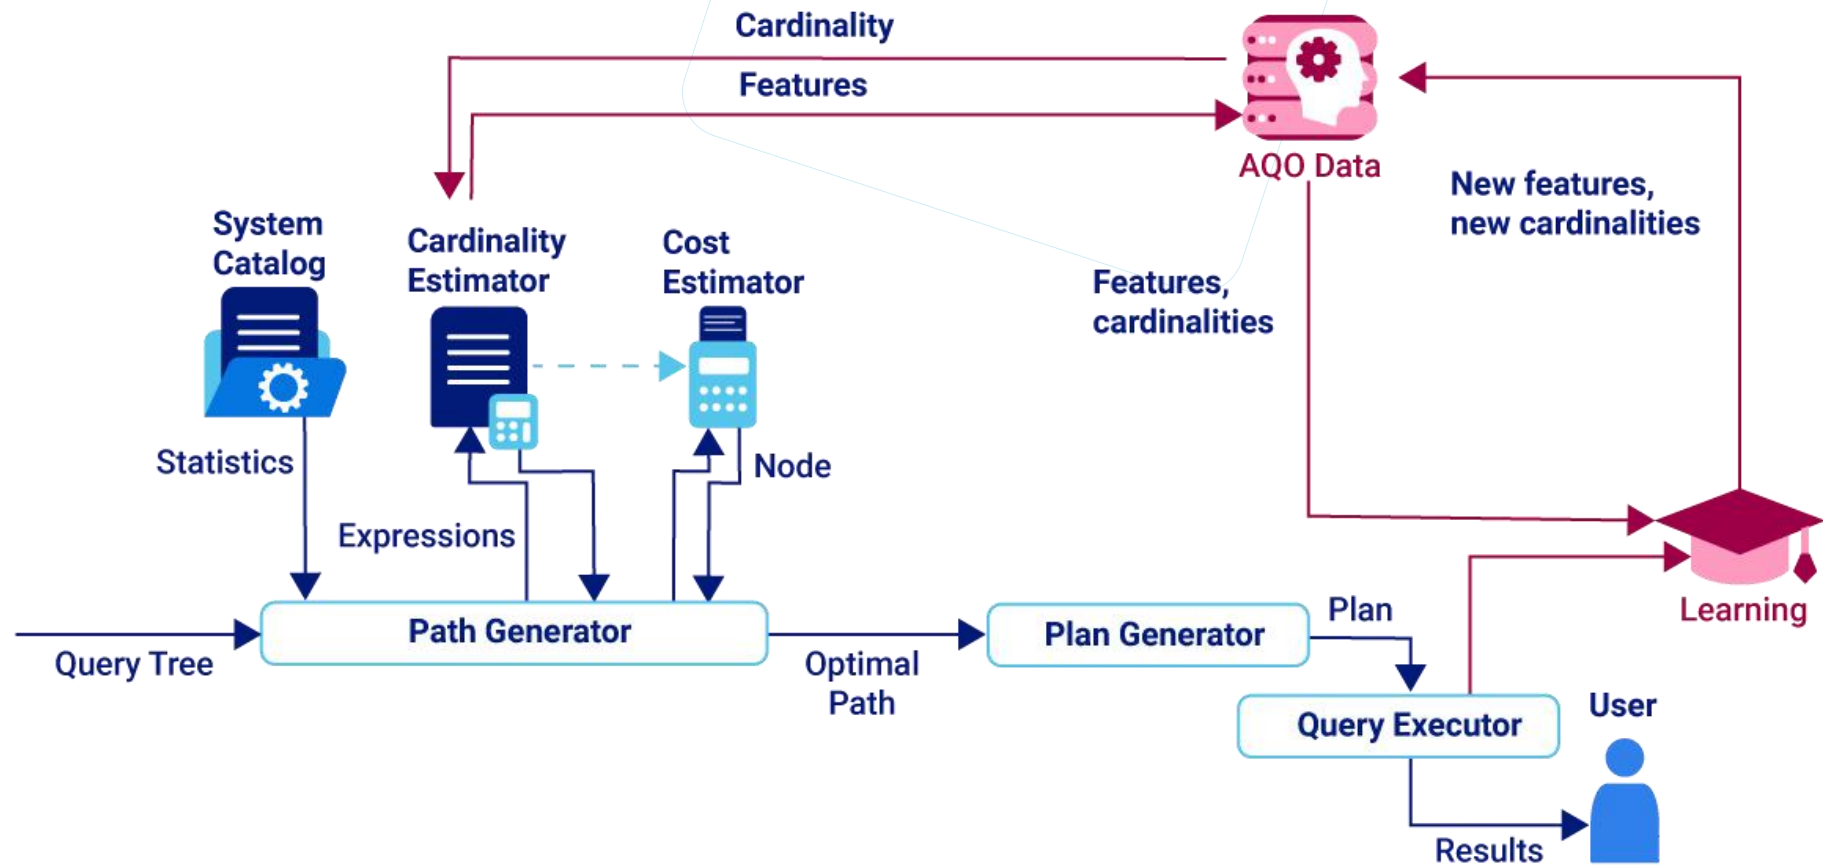 Cardinality
Features
AQO Data
New features,
new cardinalities
System
Catalog
Cardinality
Estimator
Cost
Estimator
Features,
cardinalities
Statistics
Node
Expressions
Path Generator
Plan Generator
Plan
Learning
Query Tree
Optimal
Path
Query Executor
User
Results